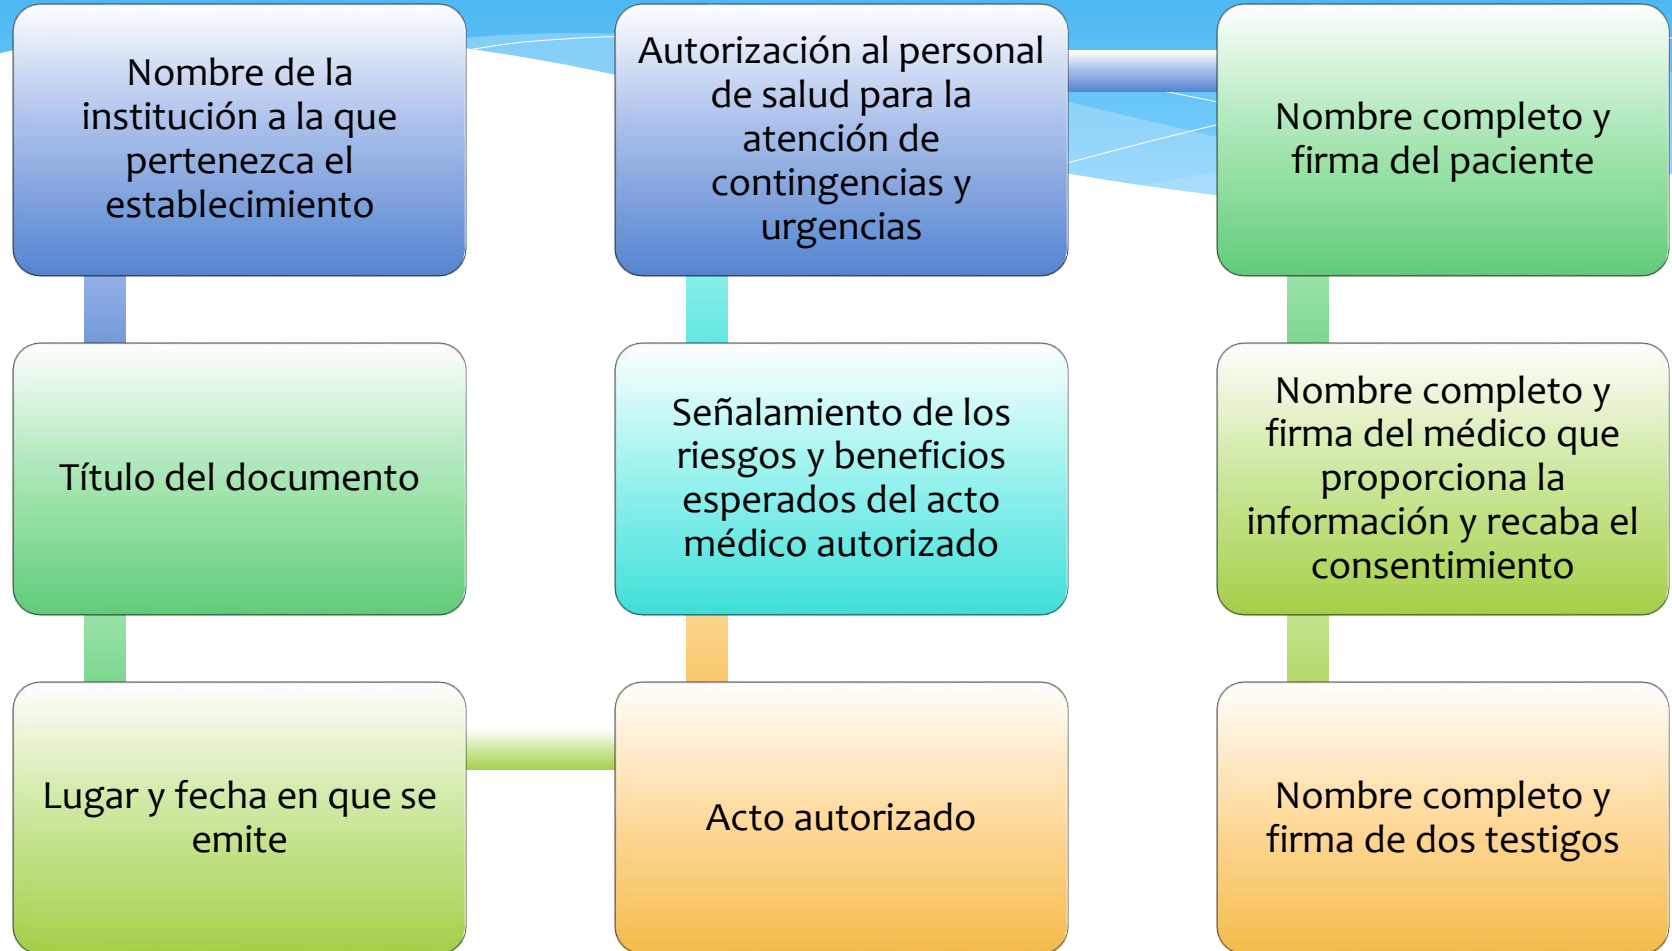 Nombre de la
institución a la que
pertenezca el
establecimiento
Título del documento
Lugar y fecha en que se
emite
Acto autorizado
Señalamiento de los
riesgos y beneficios
esperados del acto
médico autorizado
Autorización al personal
de salud para la
atención de
contingencias y
urgencias
Nombre completo y
firma del paciente
Nombre completo y
firma del médico que
proporciona la
información y recaba el
consentimiento
Nombre completo y
firma de dos testigos